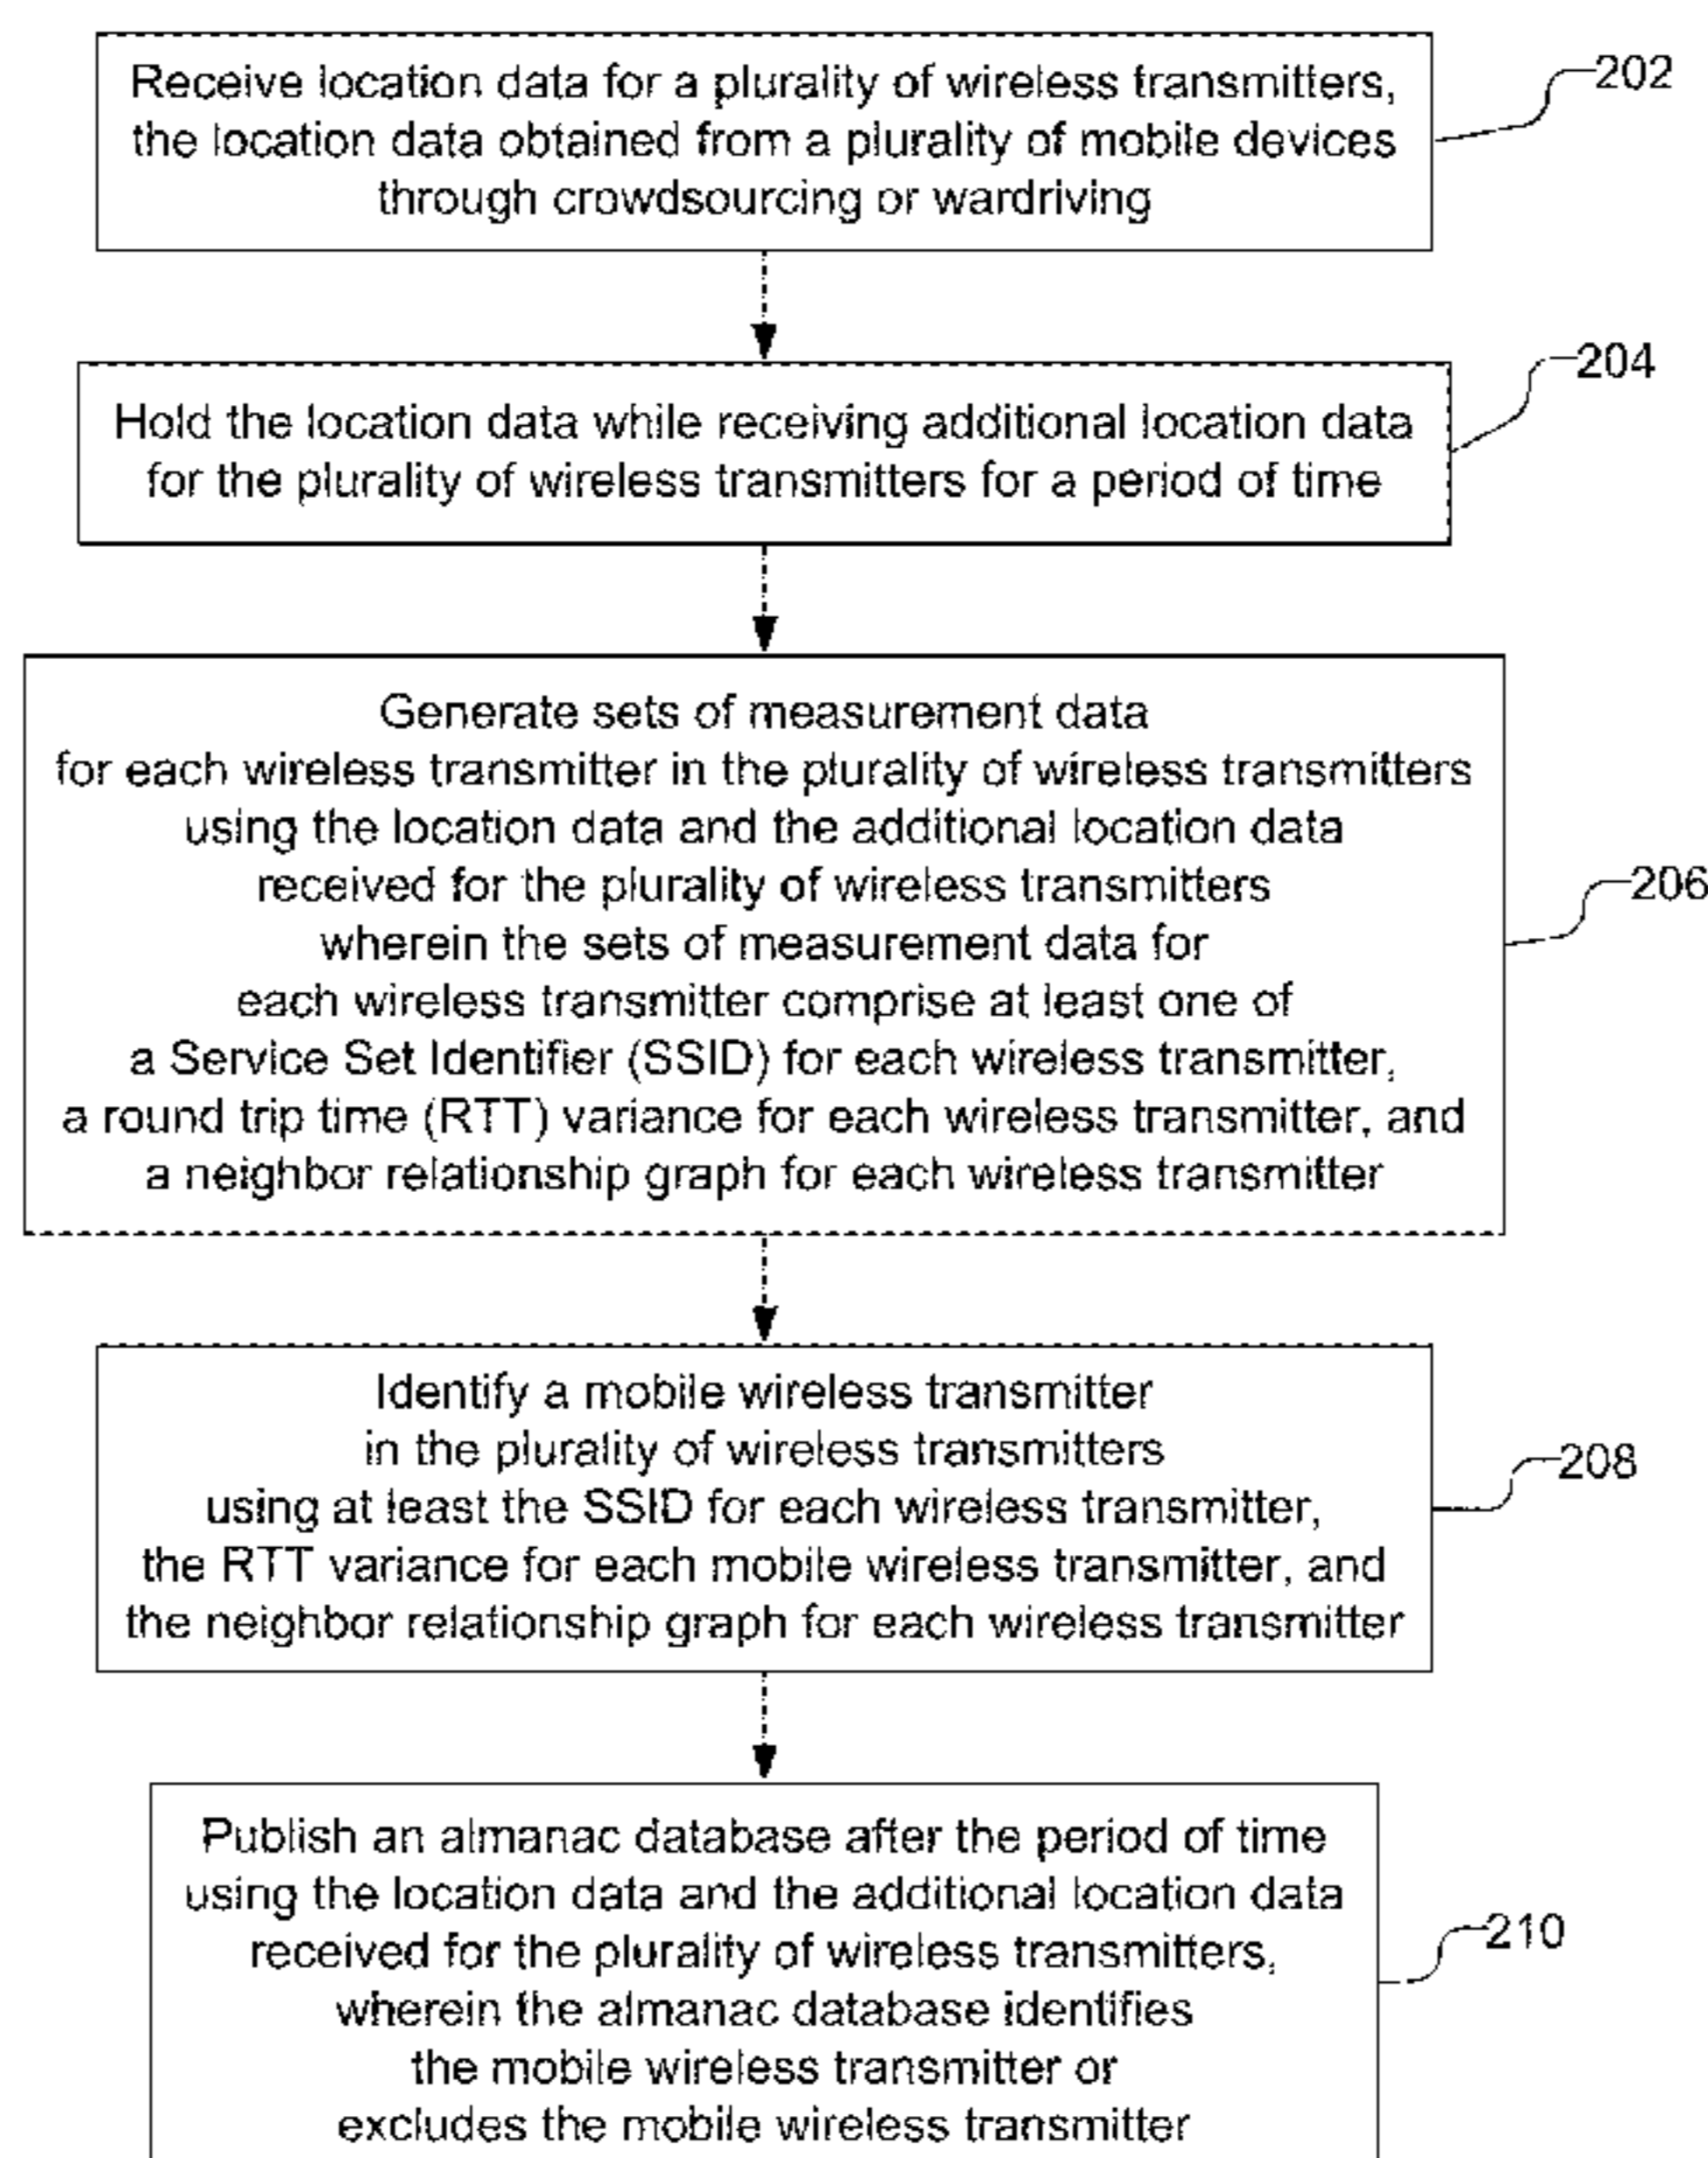 Receive location data for a plurality of wireless transmitters,
the location data obtained from a plurality of mobile devices
through crowdsourcing or wardriving
202
Hold the location data while receiving additional location data
for the plurality of wireless transmitters for a period of time
204
Generate sets of measurement data
for each wireless transmitter in the plurality of wireless transmitters
using the location data and the additional location data
received for the plurality of wireless transmitters
wherein the sets of measurement data for
each wireless transmitter comprise at least one of
a Service Set Identifier (SSID) for each wireless transmitter,
a round trip time (RTT) variance for each wireless transmitter, and
a neighbor relationship graph for each wireless transmitter
206
Identify a mobile wireless transmitter
in the plurality of wireless transmitters
using at least the SSID for each wireless transmitter,
the RTT variance for each mobile wireless transmitter, and
the neighbor relationship graph for each wireless transmitter
208
Publish an almanac database after the period of time
using the location data and the additional location data
received for the plurality of wireless transmitters,
wherein the almanac database identifies
the mobile wireless transmitter or
excludes the mobile wireless transmitter
210